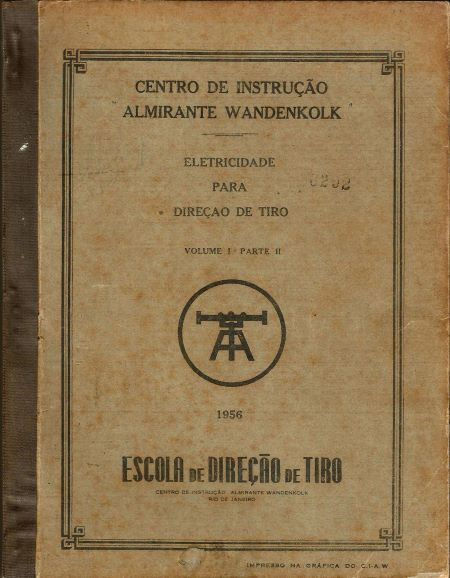 CENTRO DE INSTRUÇÃO
"ALMIRANTE WANDENKOLK"
ELETRICIDADE
PARA
0292
DIREÇAO DE TIRO
VOLUME I - PARTE II
1956
ESCOLA DE DIREÇÃO DE TIRO
CENTRO DE INSTRUÇÃO ALMIRANTE WANDENKOLK
RIO DE JANEIRO
IMPRESSO NA GRÁFICA DO C.I-A.W